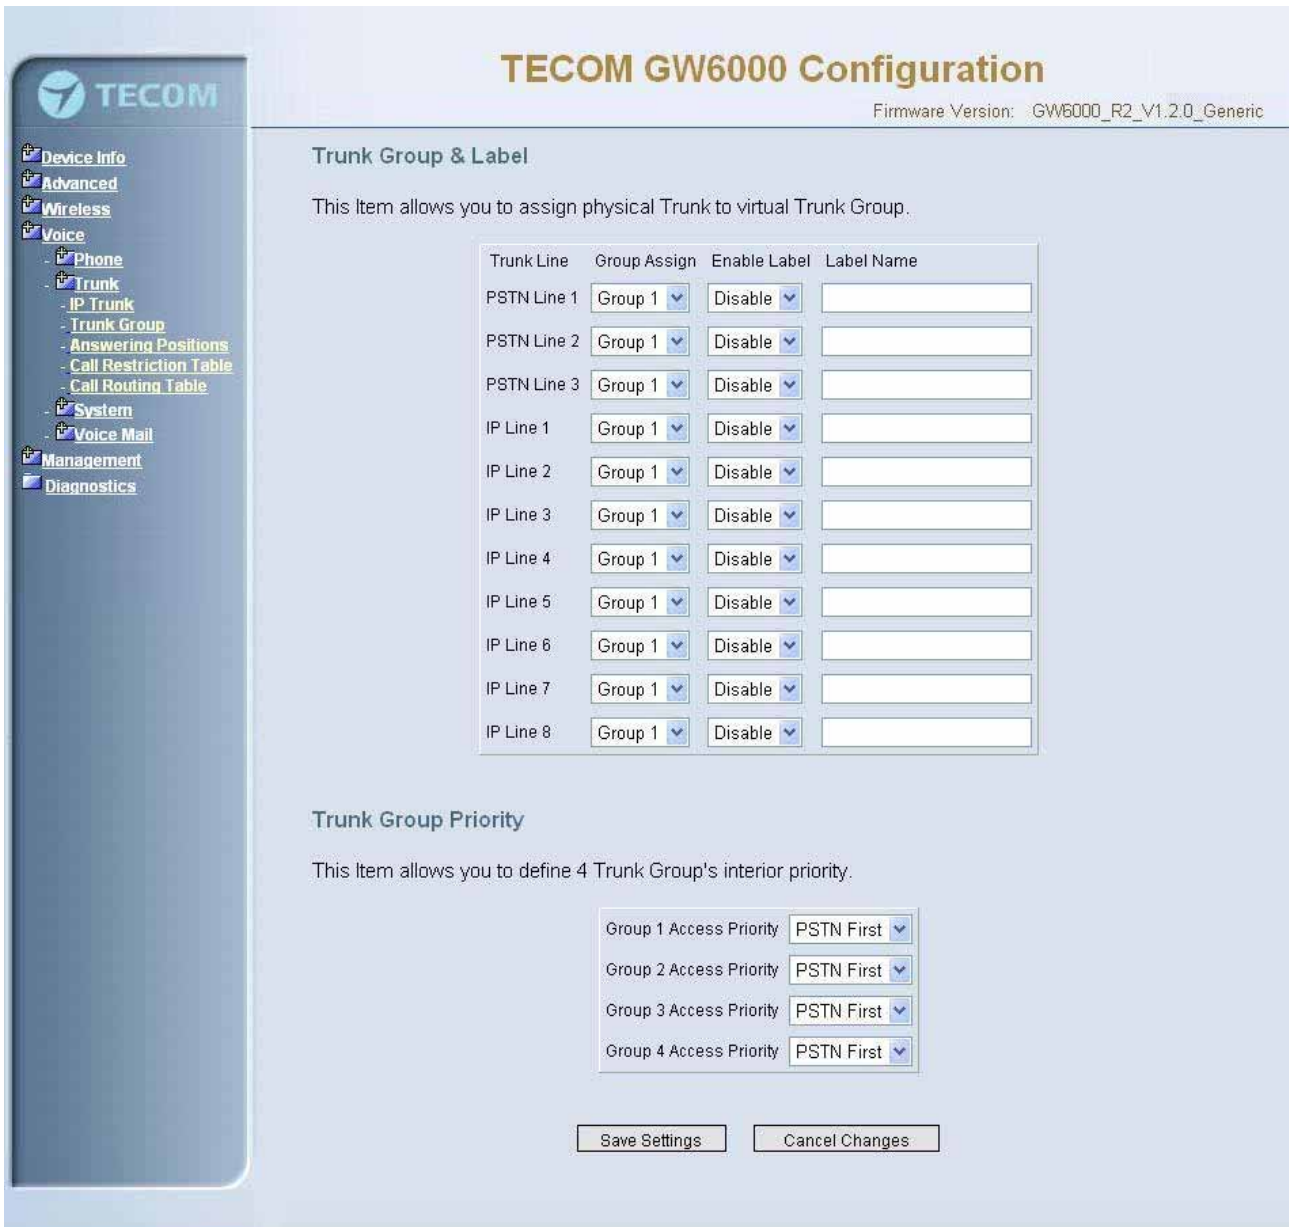 TECOM
TECOM GW6000 Configuration
Firmware Version: GW6000_R2_V1.2.0_Generic
Device Info
Advanced
Wireless
Voice
- Phone
- Trunk
- IP Trunk
- Trunk Group
- Answering Positions
- Call Restriction Table
- Call Routing Table
- System
- Voice Mail
Management
Diagnostics
Trunk Group & Label
This Item allows you to assign physical Trunk to virtual Trunk Group.
Trunk Line Group Assign Enable Label Label Name
PSTN Line 1 Group 1 Disable
PSTN Line 2 Group 1 Disable
PSTN Line 3 Group 1 Disable
IP Line 1 Group 1 Disable
IP Line 2 Group 1 Disable
IP Line 3 Group 1 Disable
IP Line 4 Group 1 Disable
IP Line 5 Group 1 Disable
IP Line 6 Group 1 Disable
IP Line 7 Group 1 Disable
IP Line 8 Group 1 Disable
Trunk Group Priority
This Item allows you to define 4 Trunk Group's interior priority.
Group 1 Access Priority PSTN First
Group 2 Access Priority PSTN First
Group 3 Access Priority PSTN First
Group 4 Access Priority PSTN First
Save Settings Cancel Changes